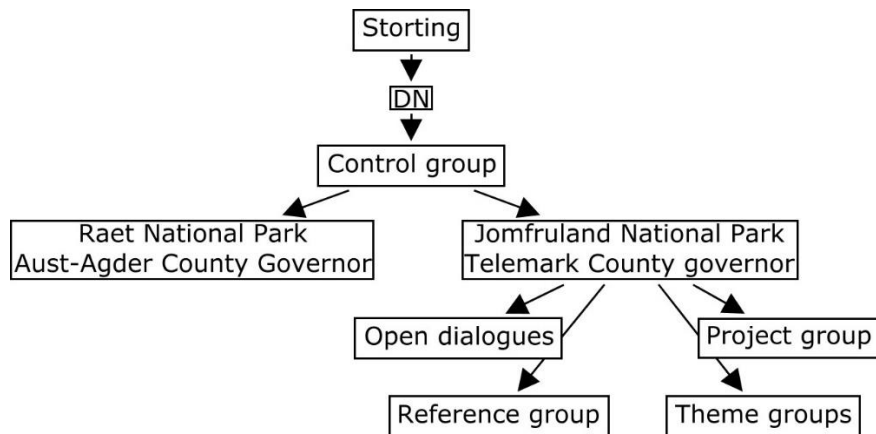 Storting
DN
Control group
Raet National Park
Aust-Agder County Governor
Jomfruland National Park
Telemark County governor
Open dialogues
Project group
Reference group
Theme groups